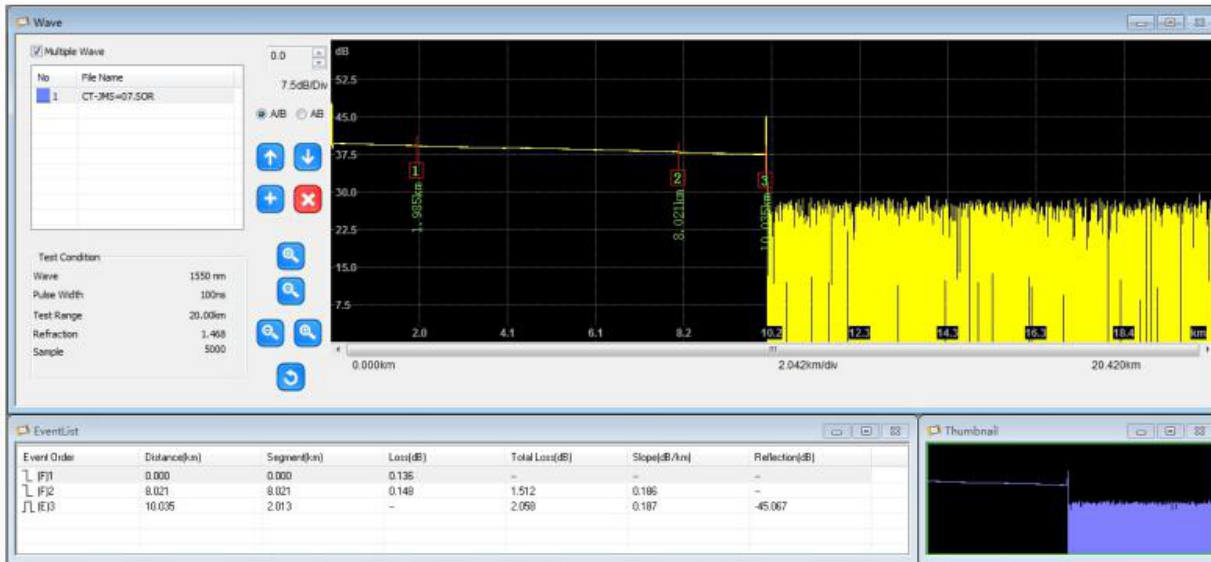 Wave
Multiple Wave
No File Name
1 CT-JMS=07.SOR
0.0
7.5dB/Div
A/B AB
Test Condition
Wave 1550 nm
Pulse Width 100ns
Test Range 20.00km
Refraction 1.468
Sample 5000
dB
52.5
45.0
37.5
30.0
22.5
15.0
7.5
1
1.985km
2
8.021km
3
10.035km
2.0 4.1 6.1 8.2 10.2 12.3 14.3 16.3 18.4 km
0.000km 2.042km/div 20.420km
EventList
Event Order Distance(km) Segment(km) Loss(dB) Total Loss(dB) Slope(dB/km) Reflection(dB)
(F)1 0.000 0.000 0.136 -- -- --
(F)2 8.021 8.021 0.148 1.512 0.186 --
(E)3 10.035 2.013 -- 2.058 0.187 -45.067
Thumbnail